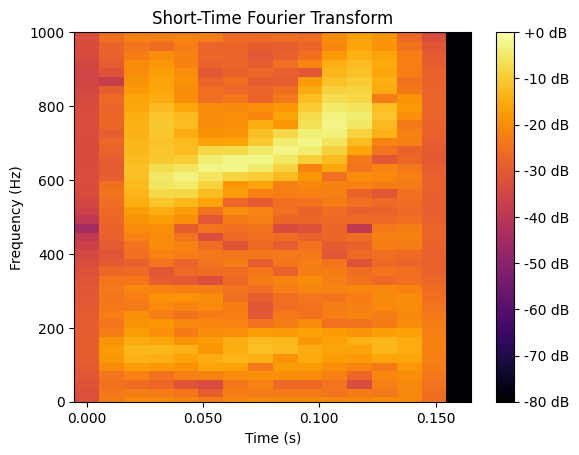 Short-Time Fourier Transform
1000
800
600
400
200
0
Frequency (Hz)
0.000
0.050
0.100
0.150
Time (s)
+0 dB
-10 dB
-20 dB
-30 dB
-40 dB
-50 dB
-60 dB
-70 dB
-80 dB